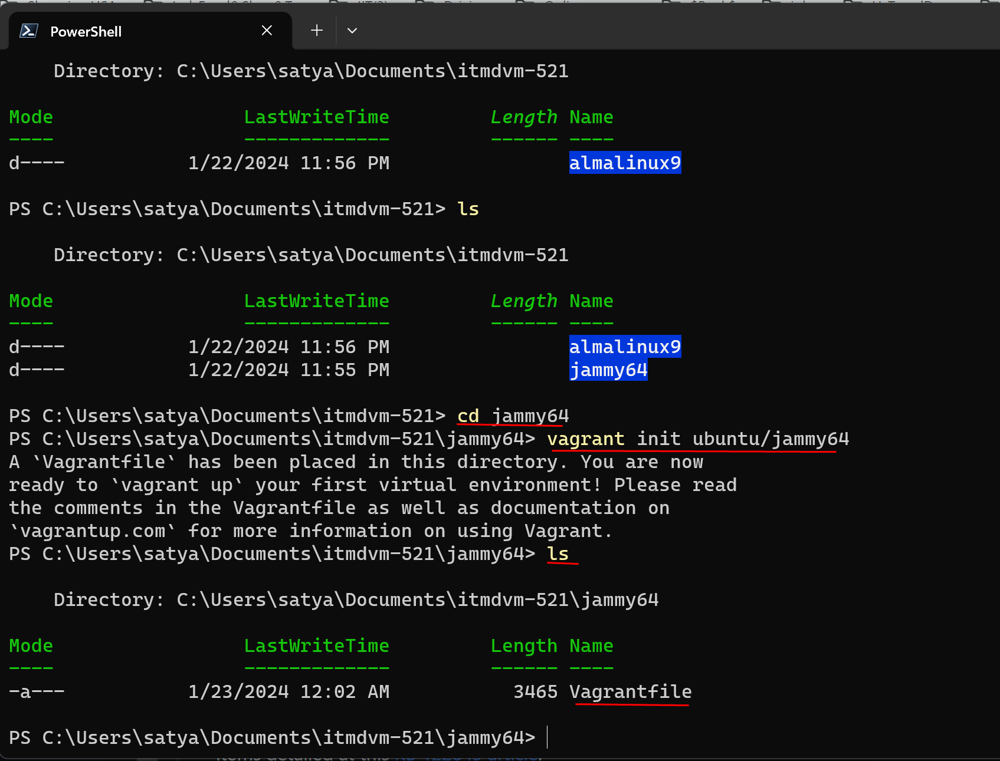 PowerShell
Directory: C:\Users\satya\Documents\itmdvm-521
Mode LastWriteTime Length Name
---- ------------- ------ ----
d---- 1/22/2024 11:56 PM almalinux9
PS C:\Users\satya\Documents\itmdvm-521> ls
Directory: C:\Users\satya\Documents\itmdvm-521
Mode LastWriteTime Length Name
---- ------------- ------ ----
d---- 1/22/2024 11:56 PM almalinux9
d---- 1/22/2024 11:55 PM jammy64
PS C:\Users\satya\Documents\itmdvm-521> cd jammy64
PS C:\Users\satya\Documents\itmdvm-521\jammy64> vagrant init ubuntu/jammy64
A `Vagrantfile` has been placed in this directory. You are now
ready to `vagrant up` your first virtual environment! Please read
the comments in the Vagrantfile as well as documentation on
`vagrantup.com` for more information on using Vagrant.
PS C:\Users\satya\Documents\itmdvm-521\jammy64> ls
Directory: C:\Users\satya\Documents\itmdvm-521\jammy64
Mode LastWriteTime Length Name
---- ------------- ------ ----
-a--- 1/23/2024 12:02 AM 3465 Vagrantfile
PS C:\Users\satya\Documents\itmdvm-521\jammy64>